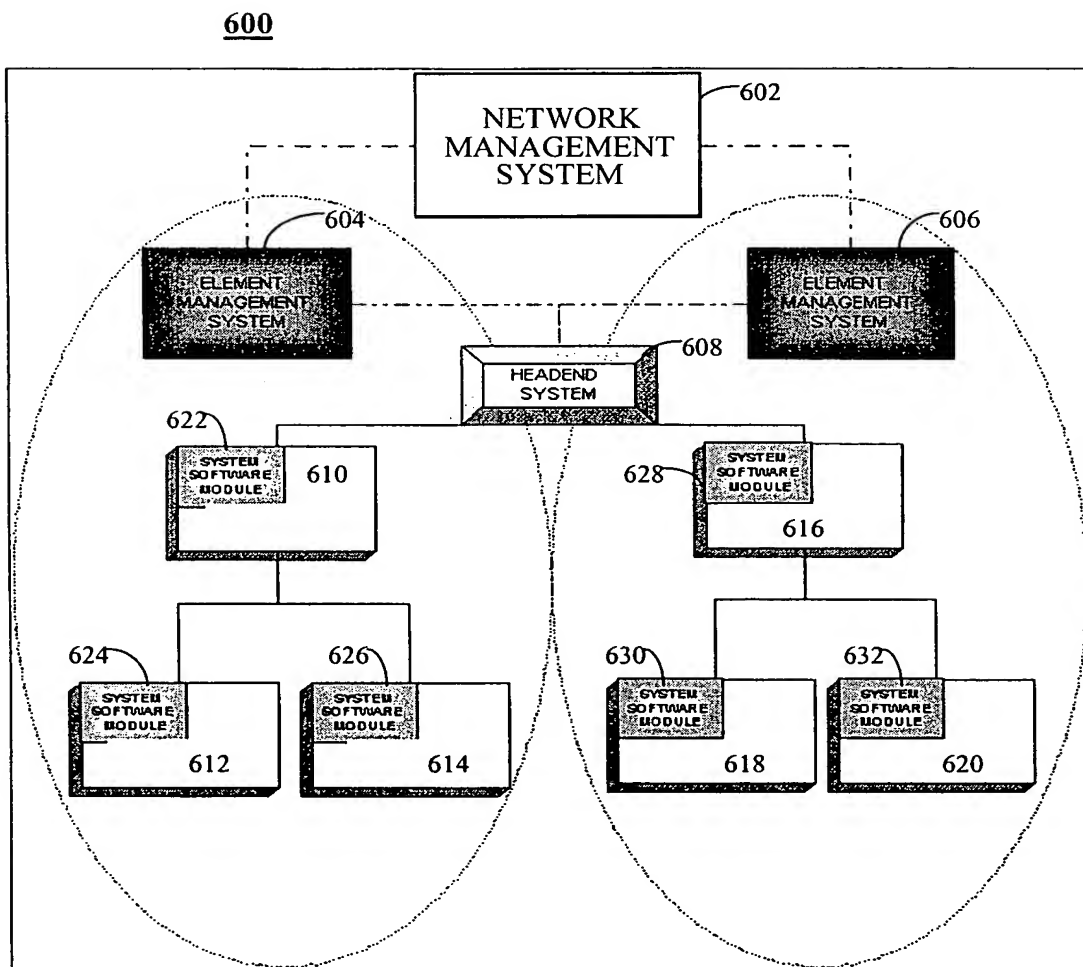 600
602
NETWORK
MANAGEMENT
SYSTEM
604
606
ELEMENT
MANAGEMENT
SYSTEM
ELEMENT
MANAGEMENT
SYSTEM
608
HEADEND
SYSTEM
622
SYSTEM
SOFTWARE
MODULE
610
628
SYSTEM
SOFTWARE
MODULE
616
624
SYSTEM
SOFTWARE
MODULE
612
626
SYSTEM
SOFTWARE
MODULE
614
630
SYSTEM
SOFTWARE
MODULE
618
632
SYSTEM
SOFTWARE
MODULE
620